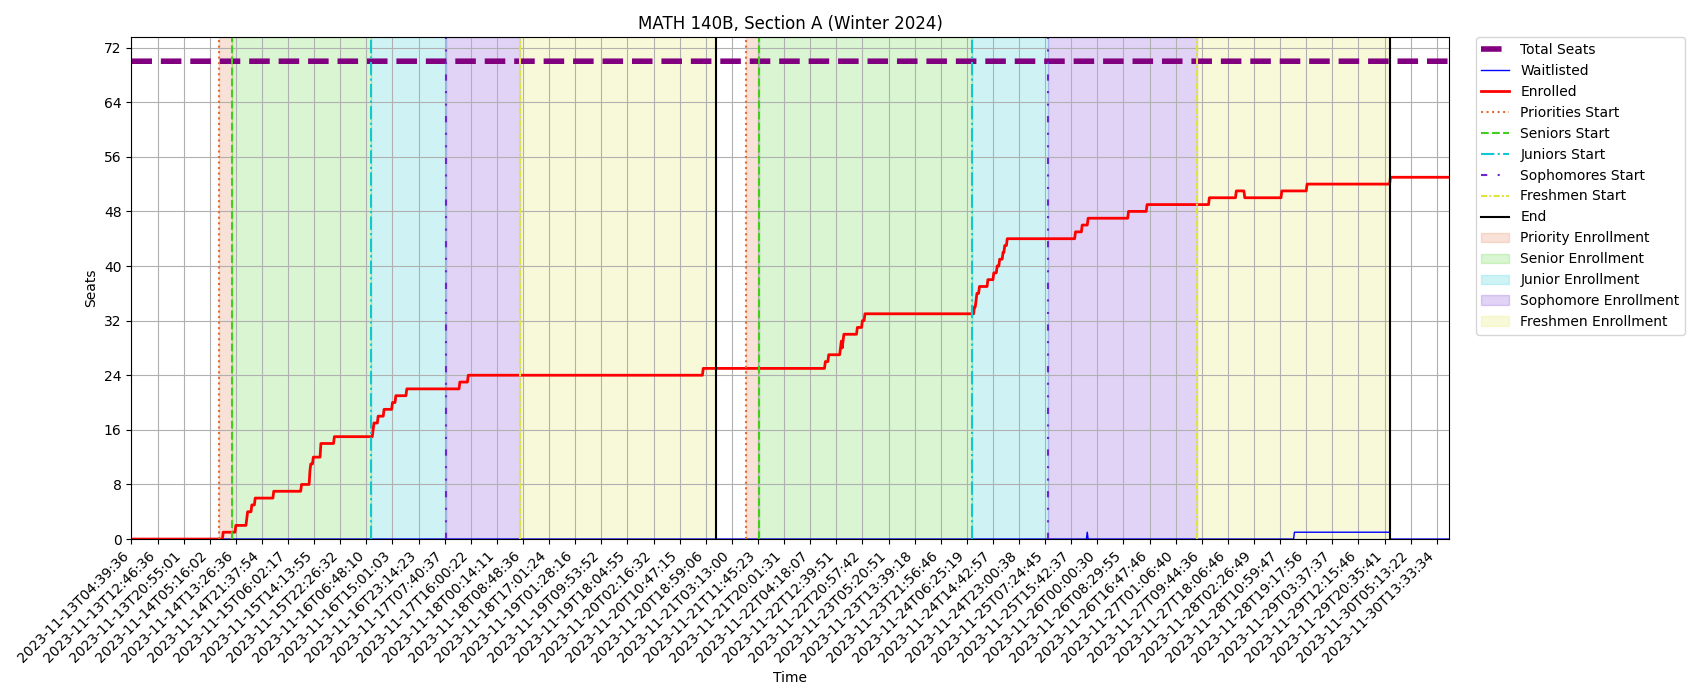 MATH 140B, Section A (Winter 2024)
Seats
72
64
56
48
40
32
24
16
8
0
2023-11-13T04:39:36
2023-11-13T12:46:36
2023-11-13T20:55:01
2023-11-14T05:16:02
2023-11-14T13:26:36
2023-11-14T21:37:54
2023-11-15T06:02:17
2023-11-15T14:13:55
2023-11-15T22:26:32
2023-11-16T06:48:10
2023-11-16T15:01:03
2023-11-16T23:14:23
2023-11-17T07:40:37
2023-11-17T16:00:22
2023-11-18T00:14:11
2023-11-18T08:48:36
2023-11-18T17:01:24
2023-11-19T01:28:16
2023-11-19T09:53:52
2023-11-19T18:04:55
2023-11-20T02:16:32
2023-11-20T10:47:15
2023-11-20T18:59:06
2023-11-21T03:13:00
2023-11-21T11:45:23
2023-11-21T20:01:31
2023-11-22T04:18:07
2023-11-22T12:39:51
2023-11-22T20:57:42
2023-11-23T05:20:51
2023-11-23T13:39:18
2023-11-23T21:56:46
2023-11-24T06:25:19
2023-11-24T14:42:57
2023-11-24T23:00:38
2023-11-25T07:24:45
2023-11-25T15:42:37
2023-11-26T00:00:30
2023-11-26T08:29:55
2023-11-26T16:47:46
2023-11-27T01:06:40
2023-11-27T09:44:36
2023-11-27T18:06:46
2023-11-28T02:26:49
2023-11-28T10:59:47
2023-11-28T19:17:56
2023-11-29T03:37:37
2023-11-29T12:15:46
2023-11-29T20:35:41
2023-11-30T05:13:22
2023-11-30T13:33:34
Time
Total Seats
Waitlisted
Enrolled
Priorities Start
Seniors Start
Juniors Start
Sophomores Start
Freshmen Start
End
Priority Enrollment
Senior Enrollment
Junior Enrollment
Sophomore Enrollment
Freshmen Enrollment